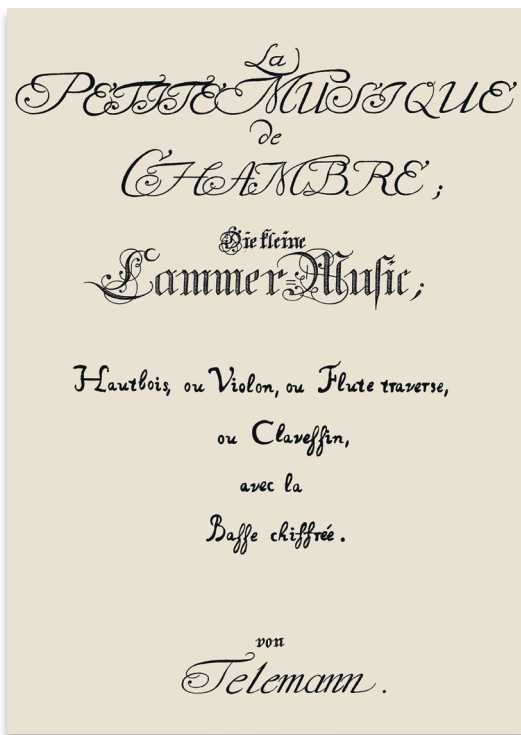 La
PETITE MUSIQUE
de
CHAMBRE;
Die kleine
Cammer-Music;
Hautbois, ou Violon, ou Flute traverse,
ou Clavessin,
avec la
Basse chiffrée.
von
Telemann.